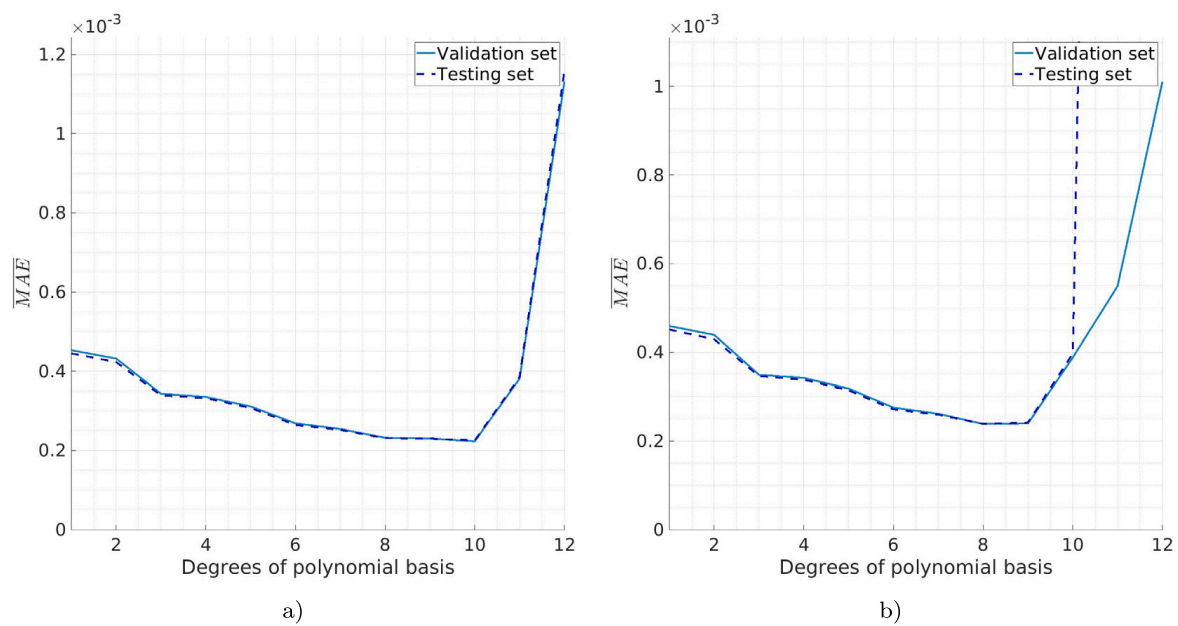 ×10⁻³
1.2
1
0.8
0.6
0.4
0.2
0
MAE
2
4
6
8
10
12
Degrees of polynomial basis
Validation set
Testing set
a)
×10⁻³
1
0.8
0.6
0.4
0.2
0
MAE
2
4
6
8
10
12
Degrees of polynomial basis
Validation set
Testing set
b)